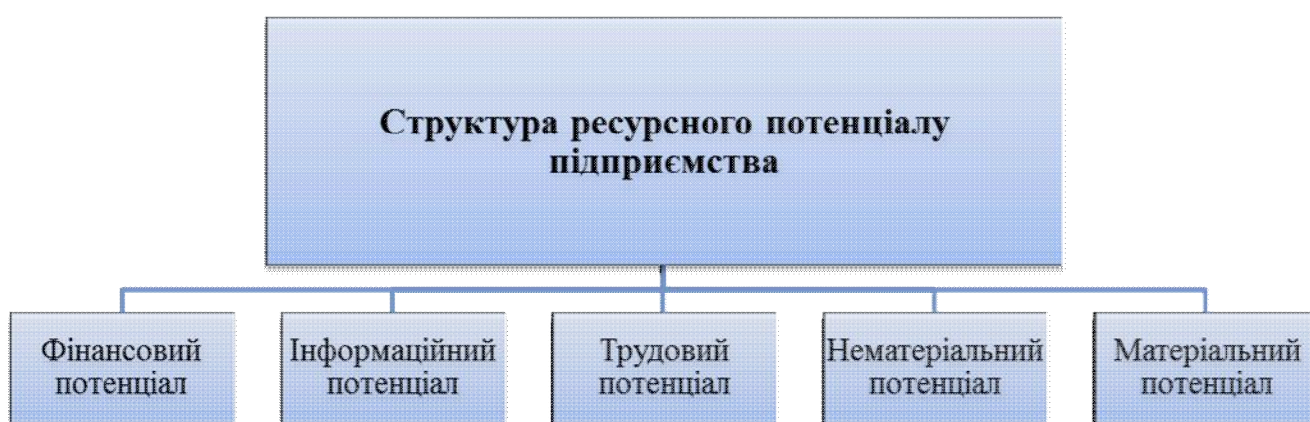 Структура ресурсного потенціалу
підприємства
Фінансовий
потенціал
Інформаційний
потенціал
Трудовий
потенціал
Нематеріальний
потенціал
Матеріальний
потенціал